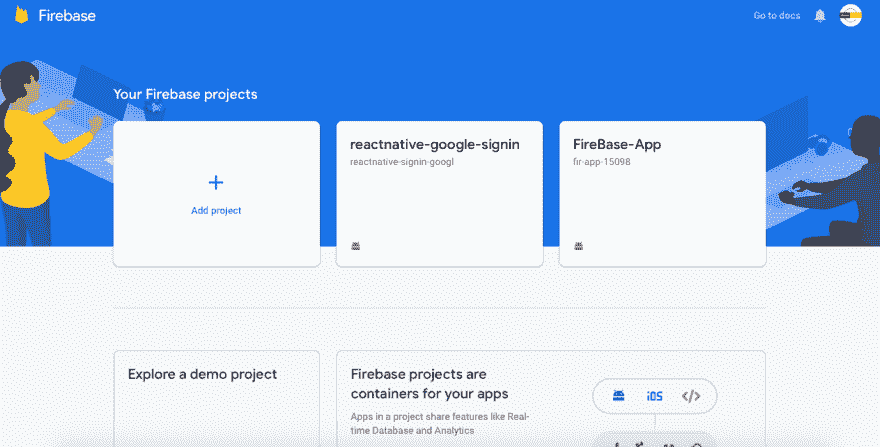 Firebase
Go to docs
Your Firebase projects
Add project
reactnative-google-signin
reactnative-signin-googl
FireBase-App
fir-app-15098
Explore a demo project
Firebase projects are
containers for your apps
Apps in a project share features like Real-
time Database and Analytics
iOS